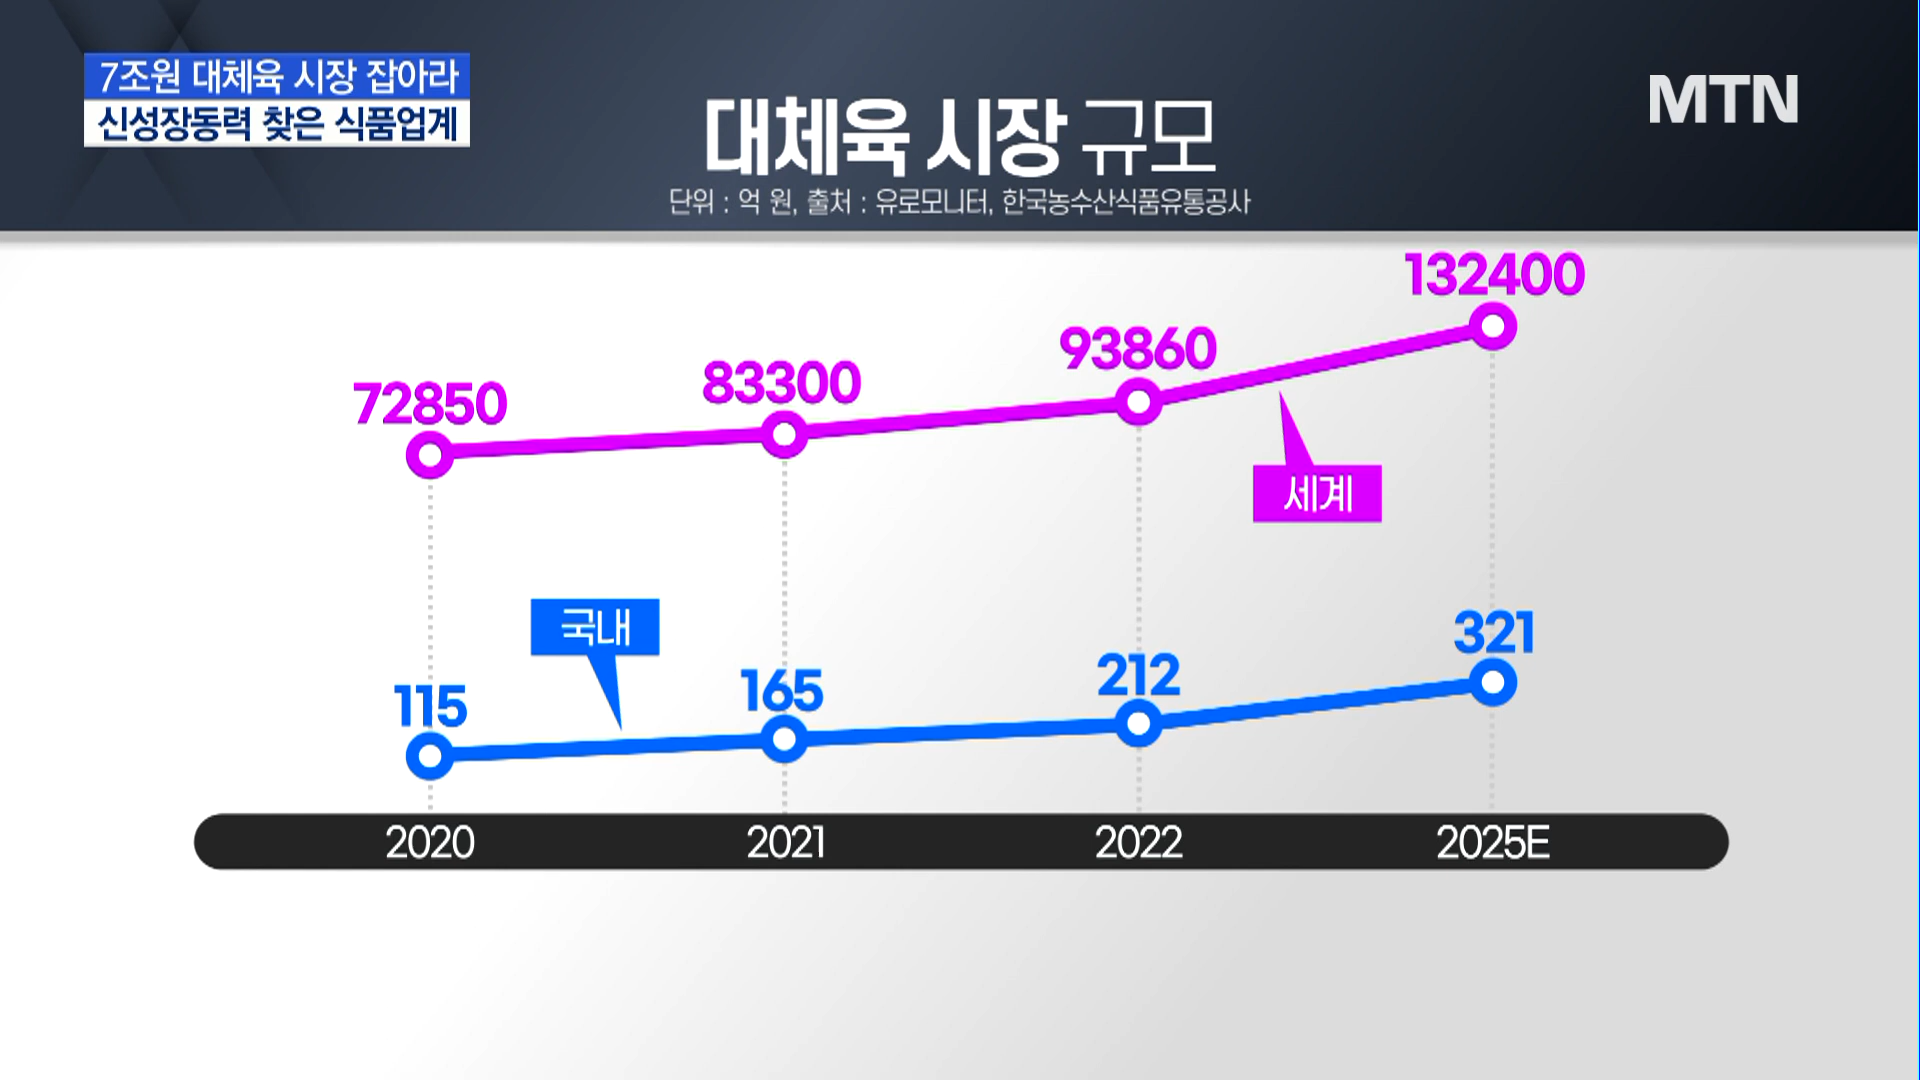 7조원 대체육 시장 잡아라
신성장동력 찾은 식품업계
MTN
대체육 시장 규모
단위 : 억 원, 출처 : 유로모니터, 한국농수산식품유통공사
72850
83300
93860
132400
세계
국내
115
165
212
321
2020
2021
2022
2025E